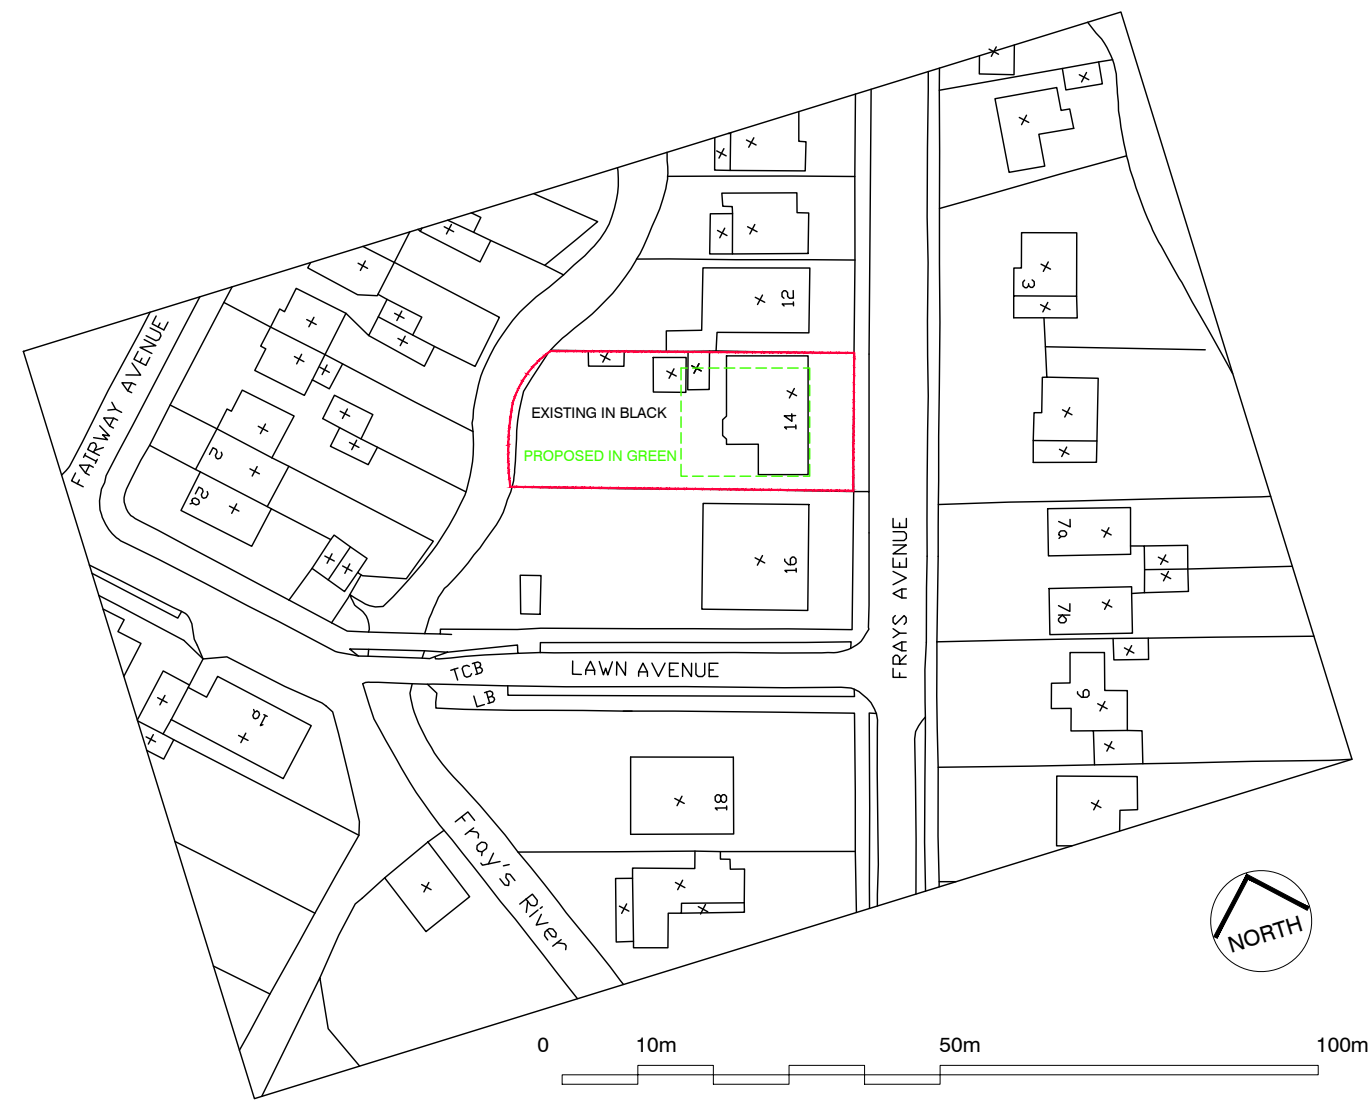 FAIRWAY AVENUE
12
3
EXISTING IN BLACK
14
PROPOSED IN GREEN
2
2a
16
FRAYS AVENUE
7a
7b
TCB
LAWN AVENUE
LB
9
1a
18
Fray's River
NORTH
0 10m 50m 100m